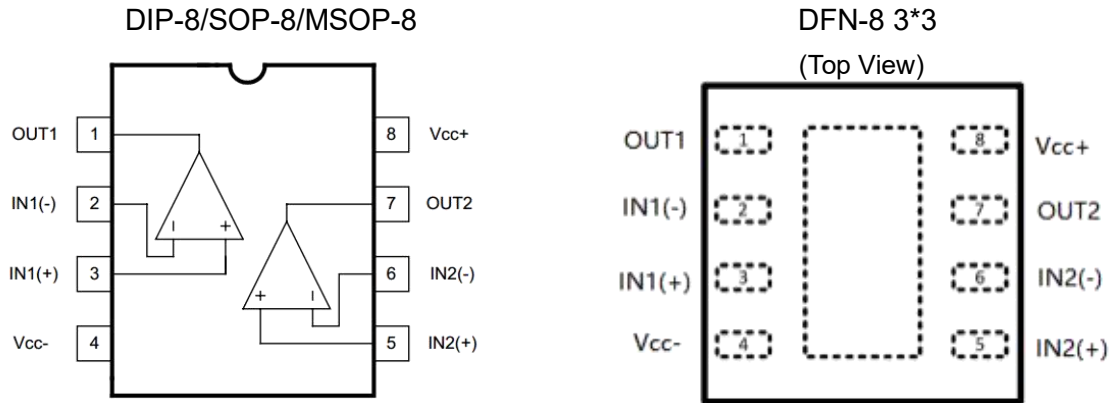 DIP-8/SOP-8/MSOP-8
OUT1 1
8 Vcc+
IN1(-) 2
7 OUT2
- +
IN1(+) 3
6 IN2(-)
+ -
Vcc- 4
5 IN2(+)
DFN-8 3*3
(Top View)
OUT1 1
8 Vcc+
IN1(-) 2
7 OUT2
IN1(+) 3
6 IN2(-)
Vcc- 4
5 IN2(+)